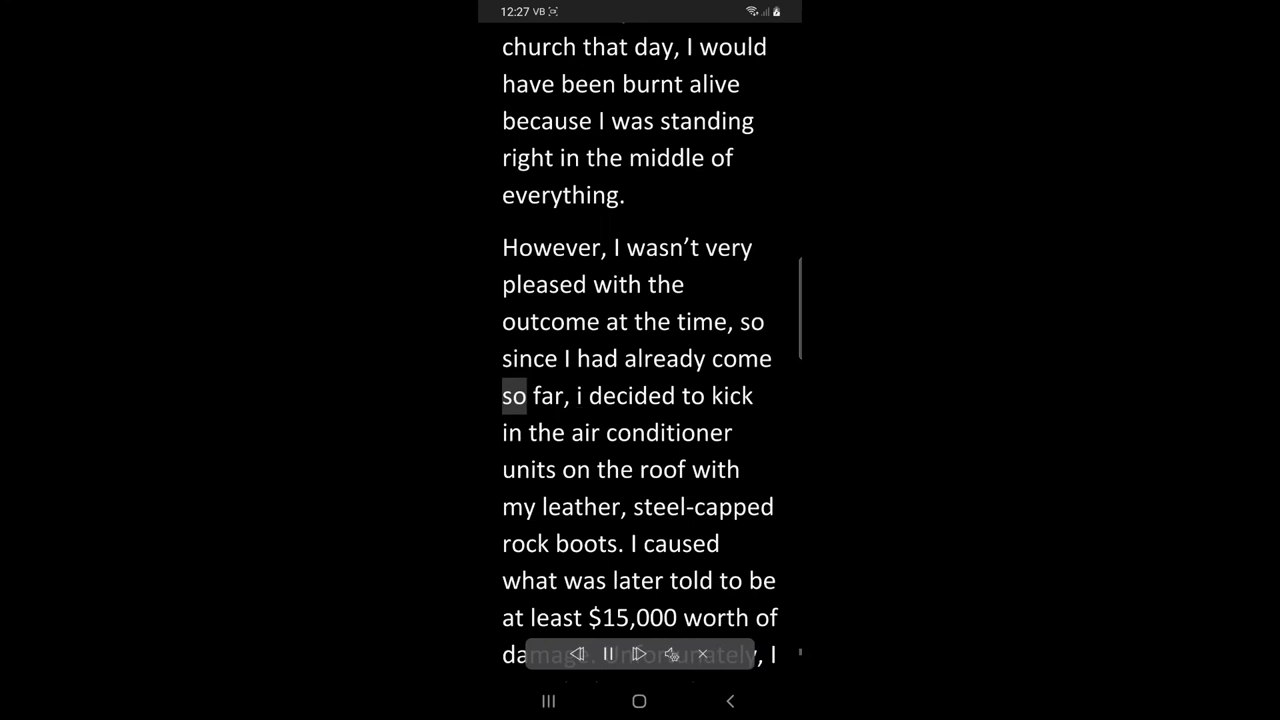 12:27 VB
church that day, I would
have been burnt alive
because I was standing
right in the middle of
everything.
However, I wasn’t very
pleased with the
outcome at the time, so
since I had already come
so far, i decided to kick
in the air conditioner
units on the roof with
my leather, steel-capped
rock boots. I caused
what was later told to be
at least $15,000 worth of
damage. Unfortunately, I